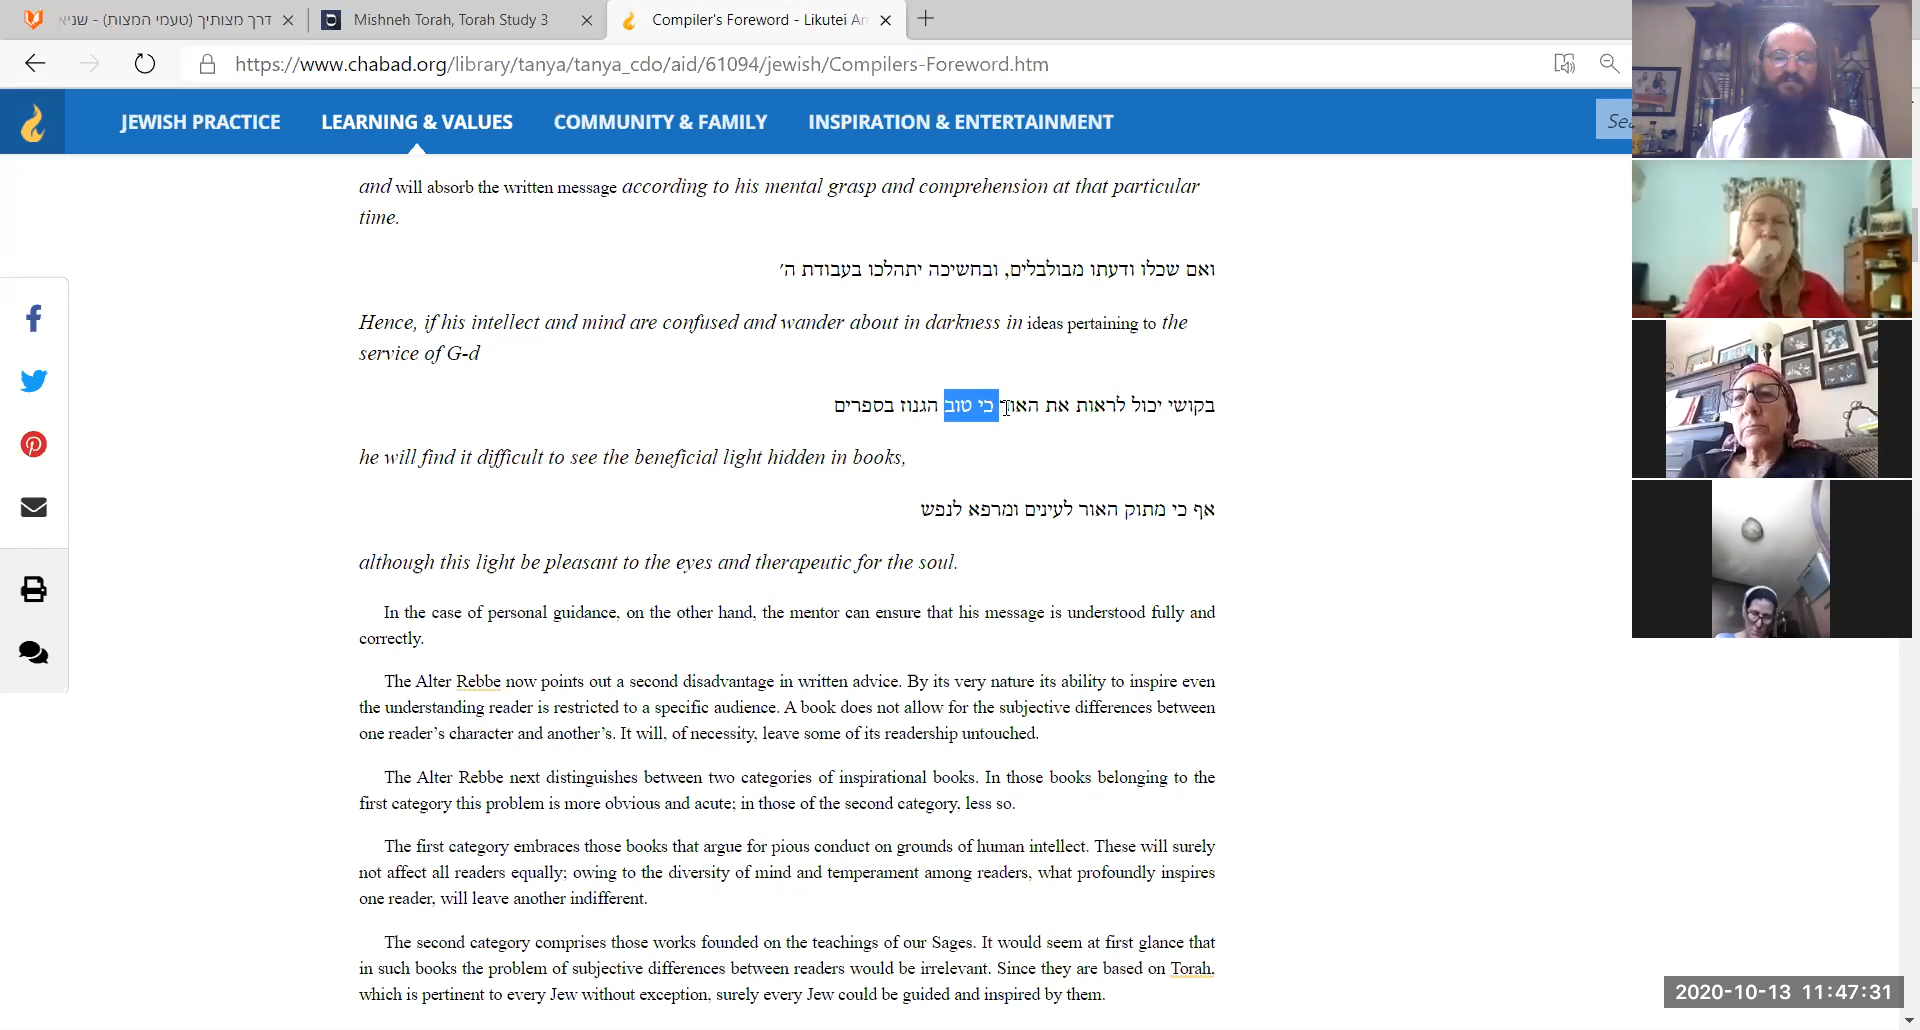 דרך מצותיך (טעמי המצות) - שניא
Mishneh Torah, Torah Study 3
Compiler's Foreword - Likutei Am
https://www.chabad.org/library/tanya/tanya_cdo/aid/61094/jewish/Compilers-Foreword.htm
JEWISH PRACTICE LEARNING & VALUES COMMUNITY & FAMILY INSPIRATION & ENTERTAINMENT
and will absorb the written message according to his mental grasp and comprehension at that particular
time.
ואם שכלו ודעתו מבולבלים, ובחשיכה יתהלכו בעבודת ה׳
Hence, if his intellect and mind are confused and wander about in darkness in ideas pertaining to the
service of G-d
בקושי יכול לראות את האור כי טוב הגנוז בספרים
he will find it difficult to see the beneficial light hidden in books,
אף כי מתוק האור לעינים ומרפא לנפש
although this light be pleasant to the eyes and therapeutic for the soul.
In the case of personal guidance, on the other hand, the mentor can ensure that his message is understood fully and
correctly.
The Alter Rebbe now points out a second disadvantage in written advice. By its very nature its ability to inspire even
the understanding reader is restricted to a specific audience. A book does not allow for the subjective differences between
one reader's character and another's. It will, of necessity, leave some of its readership untouched.
The Alter Rebbe next distinguishes between two categories of inspirational books. In those books belonging to the
first category this problem is more obvious and acute; in those of the second category, less so.
The first category embraces those books that argue for pious conduct on grounds of human intellect. These will surely
not affect all readers equally; owing to the diversity of mind and temperament among readers, what profoundly inspires
one reader, will leave another indifferent.
The second category comprises those works founded on the teachings of our Sages. It would seem at first glance that
in such books the problem of subjective differences between readers would be irrelevant. Since they are based on Torah,
which is pertinent to every Jew without exception, surely every Jew could be guided and inspired by them.
2020-10-13 11:47:31